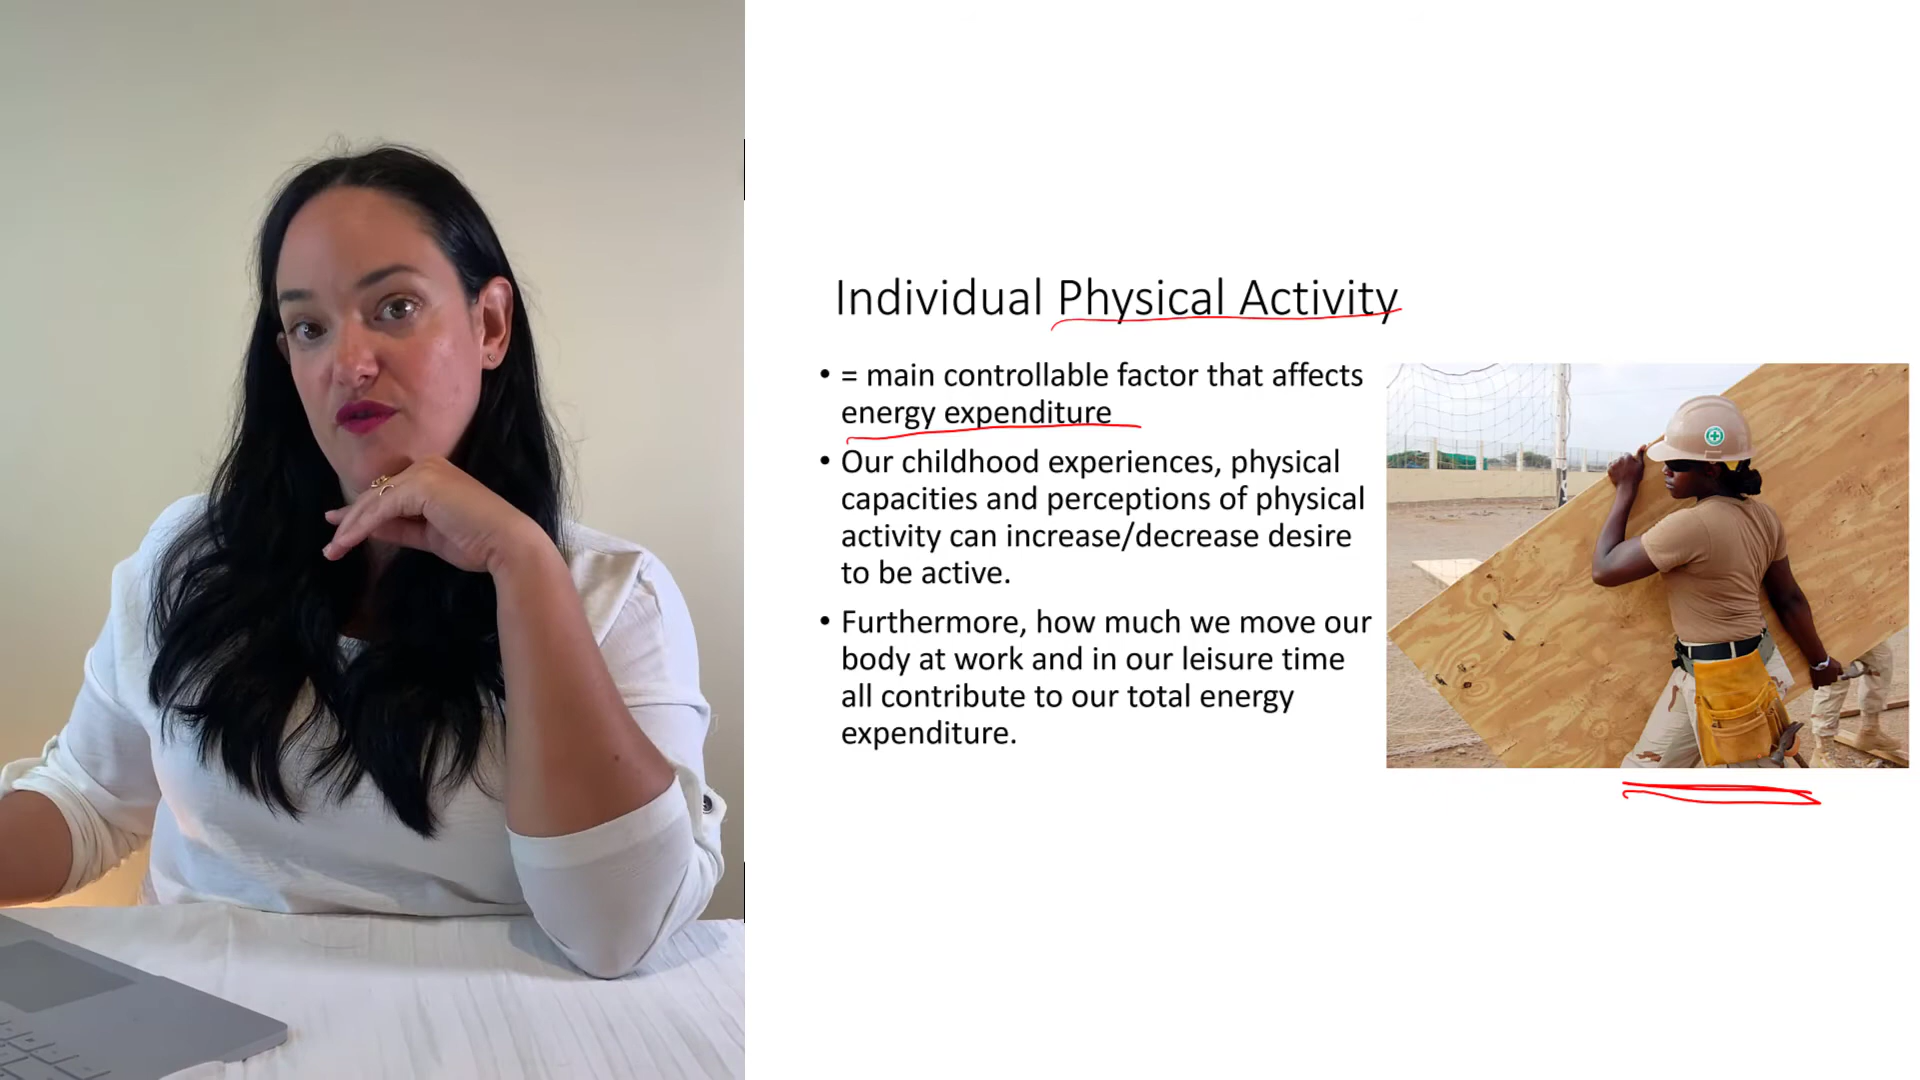 Individual Physical Activity
• = main controllable factor that affects
energy expenditure
• Our childhood experiences, physical
capacities and perceptions of physical
activity can increase/decrease desire
to be active.
• Furthermore, how much we move our
body at work and in our leisure time
all contribute to our total energy
expenditure.